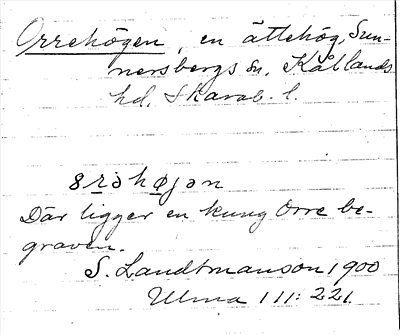 Orrehögen, en ättehög, Sun-
nersbergs sn, Kållands
hd, Skarab. l.
8rəhøjən
Där ligger en kung Orre be-
graven.
S. Landtmanson 1900
Ulma 111:221